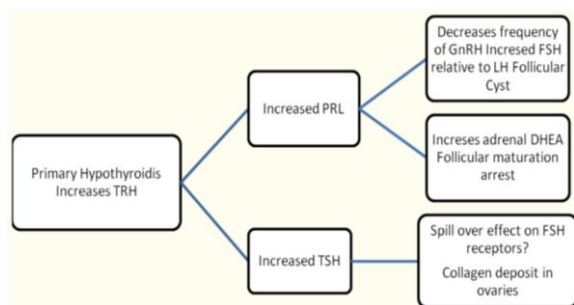 Primary Hypothyroidis
Increases TRH
Increased PRL
Decreases frequency
of GnRH Incresed FSH
relative to LH Follicular
Cyst
Increses adrenal DHEA
Follicular maturation
arrest
Increased TSH
Spill over effect on FSH
receptors?
Collagen deposit in
ovaries